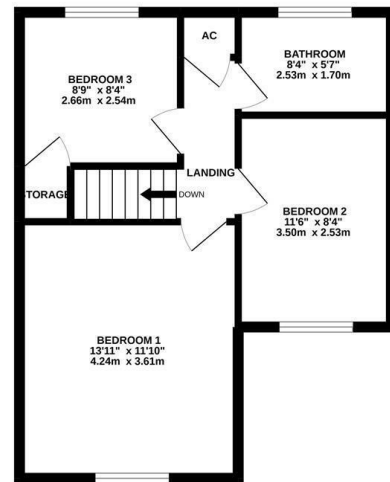 AC
BATHROOM
8'4" x 5'7"
2.53m x 1.70m
BEDROOM 3
8'9" x 8'4"
2.66m x 2.54m
LANDING
STORAGE
DOWN
BEDROOM 2
11'6" x 8'4"
3.50m x 2.53m
BEDROOM 1
13'11" x 11'10"
4.24m x 3.61m